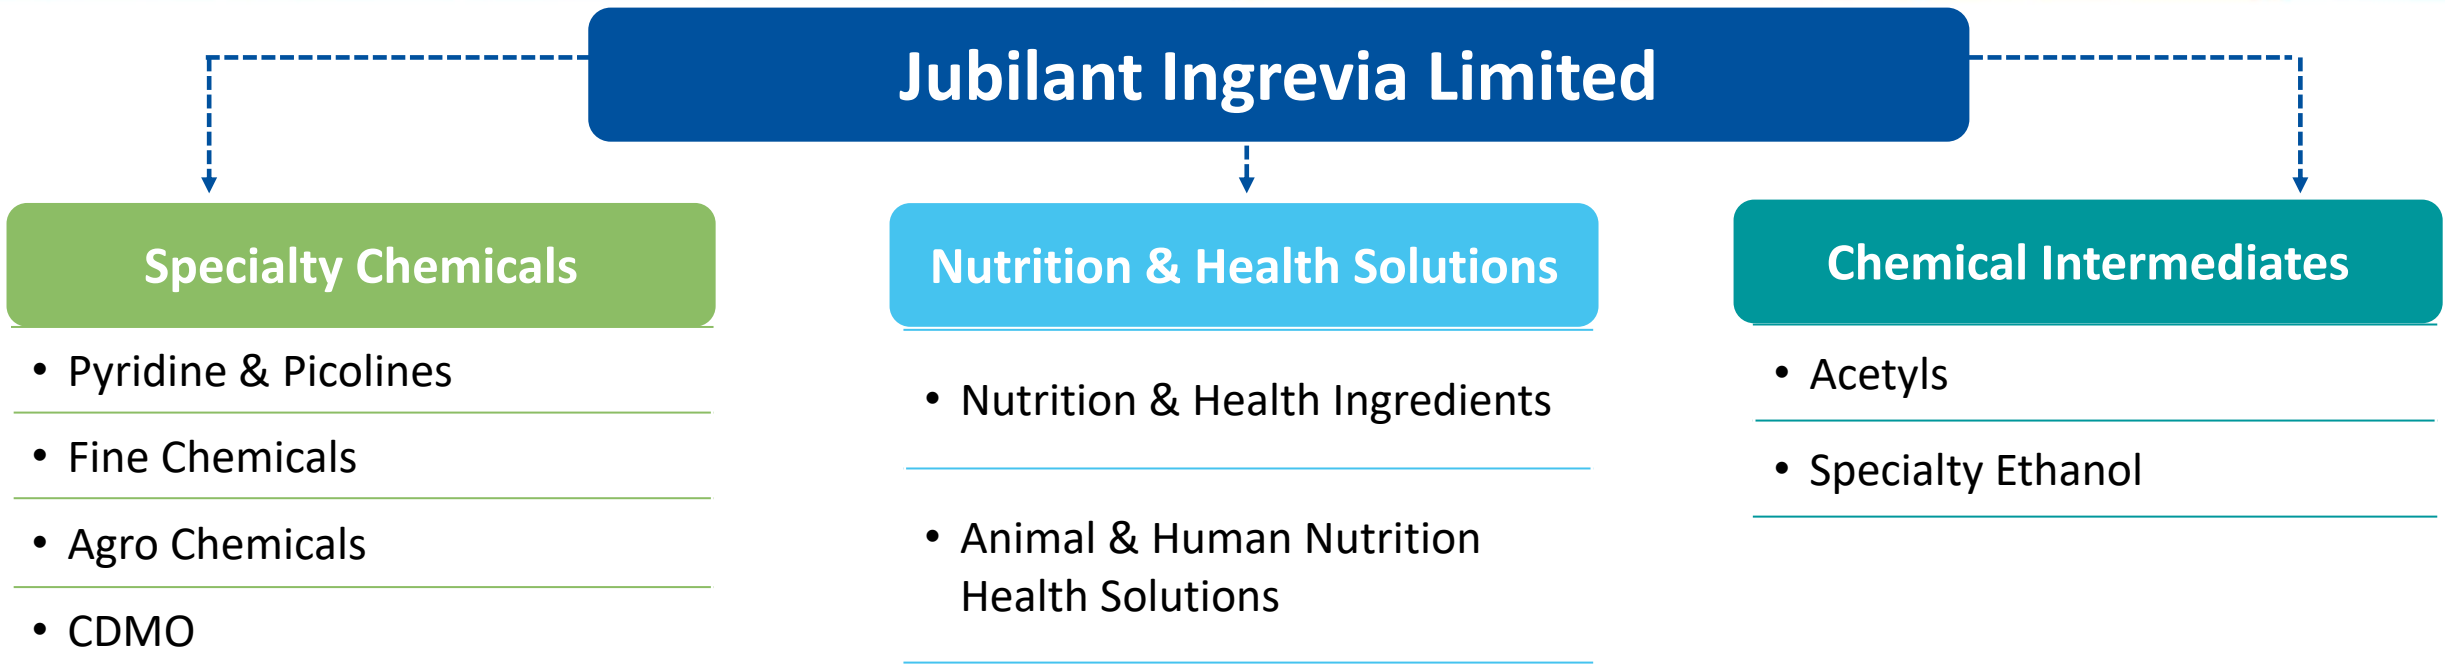 Jubilant Ingrevia Limited
Specialty Chemicals
• Pyridine & Picolines
• Fine Chemicals
• Agro Chemicals
• CDMO
Nutrition & Health Solutions
• Nutrition & Health Ingredients
• Animal & Human Nutrition
Health Solutions
Chemical Intermediates
• Acetyls
• Specialty Ethanol